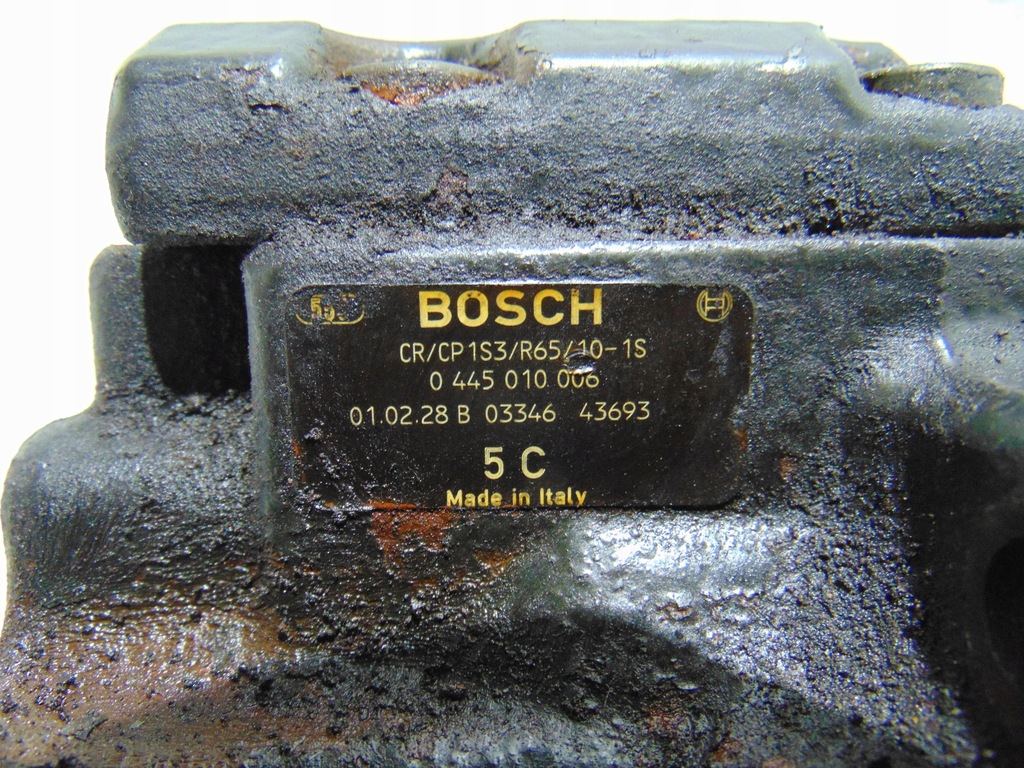 BOSCH
CR/CP1S3/R65/10-1S
0 445 010 006
01.02.28 B 03346 43693
5 C
Made in Italy